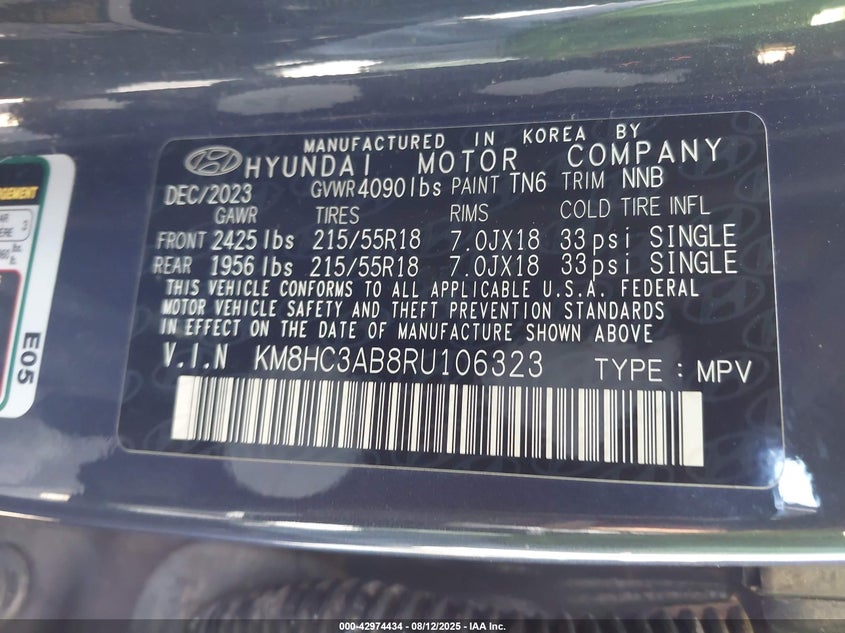 MANUFACTURED IN KOREA BY
HYUNDAI MOTOR COMPANY
DEC/2023 GVWR 4090 lbs PAINT TN6 TRIM NNB
GAWR TIRES RIMS COLD TIRE INFL
FRONT 2425 lbs 215/55R18 7.0JX18 33 psi SINGLE
REAR 1956 lbs 215/55R18 7.0JX18 33 psi SINGLE
THIS VEHICLE CONFORMS TO ALL APPLICABLE U.S.A. FEDERAL
MOTOR VEHICLE SAFETY AND THEFT PREVENTION STANDARDS
IN EFFECT ON THE DATE OF MANUFACTURE SHOWN ABOVE
V.I.N KM8HC3AB8RU106323 TYPE : MPV
E05
000-42974434 - 08/12/2025 - IAA Inc.